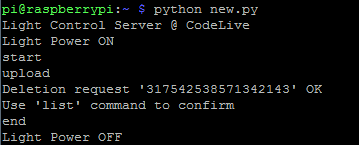 pi@raspberrypi:~ $ python new.py
Light Control Server @ CodeLive
Light Power ON
start
upload
Deletion request '317542538571342143' OK
Use 'list' command to confirm
end
Light Power OFF